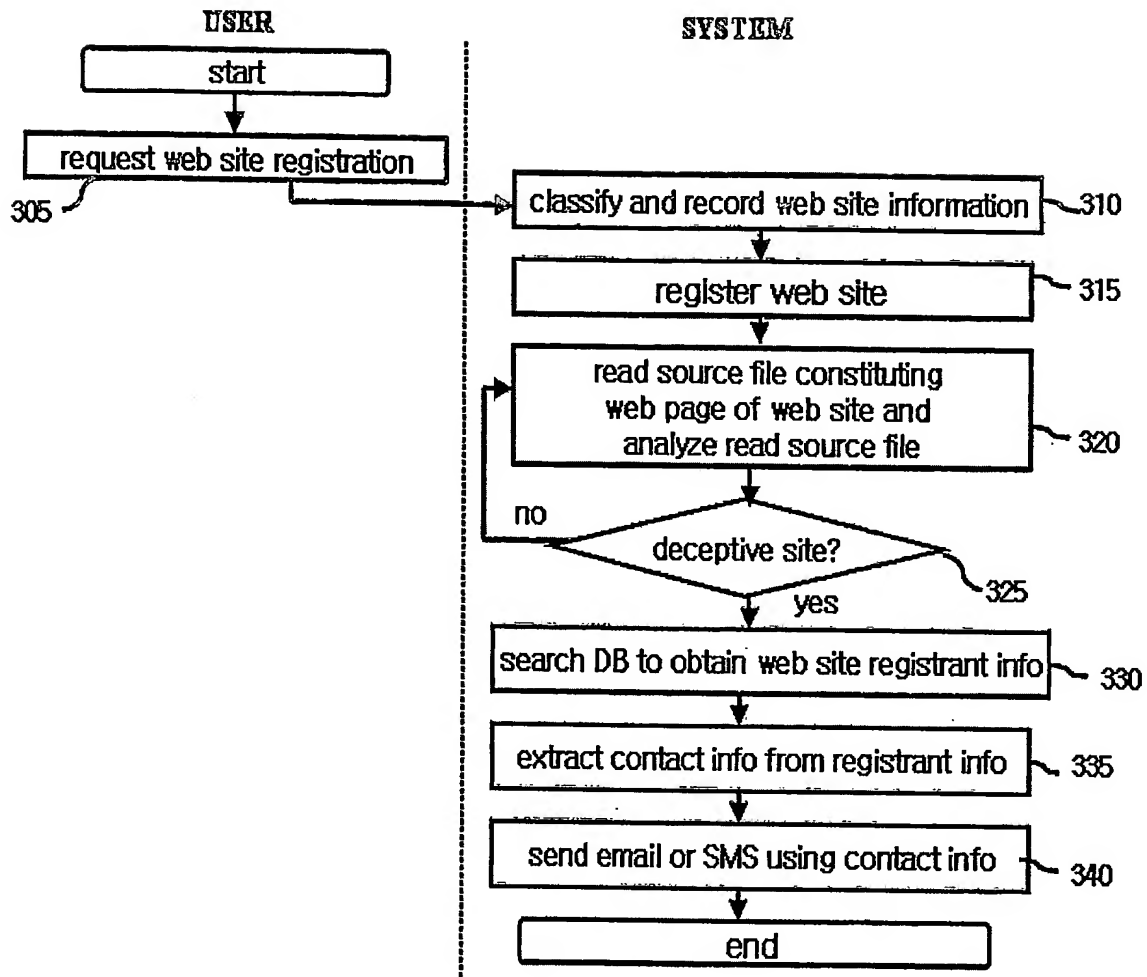 USER
SYSTEM
start
request web site registration
305
classify and record web site information
310
register web site
315
read source file constituting
web page of web site and
analyze read source file
320
no
deceptive site?
325
yes
search DB to obtain web site registrant info
330
extract contact info from registrant info
335
send email or SMS using contact info
340
end